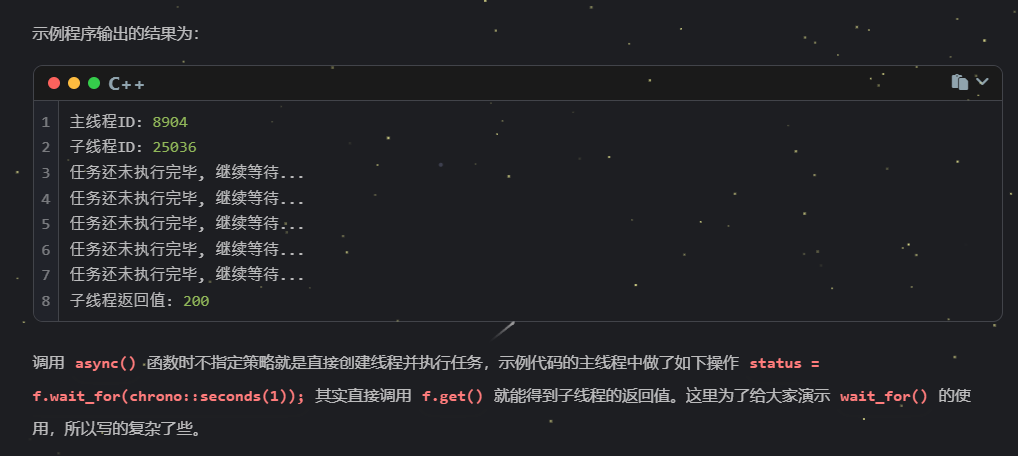 示例程序输出的结果为：
C++
1 主线程ID: 8904
2 子线程ID: 25036
3 任务还未执行完毕, 继续等待...
4 任务还未执行完毕, 继续等待...
5 任务还未执行完毕, 继续等待...
6 任务还未执行完毕, 继续等待...
7 任务还未执行完毕, 继续等待...
8 子线程返回值: 200
调用 async() 函数时不指定策略就是直接创建线程并执行任务，示例代码的主线程中做了如下操作 status =
f.wait_for(chrono::seconds(1)); 其实直接调用 f.get() 就能得到子线程的返回值。这里为了给大家演示 wait_for() 的使
用，所以写的复杂了些。